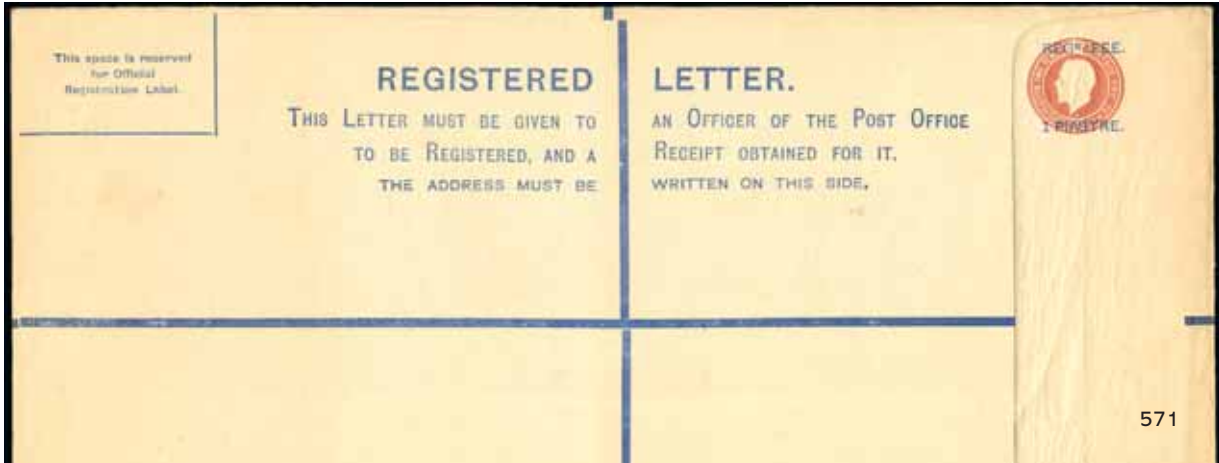 This space is reserved
for Official
Registration Label.
REGISTERED LETTER.
THIS LETTER MUST BE GIVEN TO AN OFFICER OF THE POST OFFICE
TO BE REGISTERED, AND A RECEIPT OBTAINED FOR IT.
THE ADDRESS MUST BE WRITTEN ON THIS SIDE.
FEE.
1 PIASTRE.
571